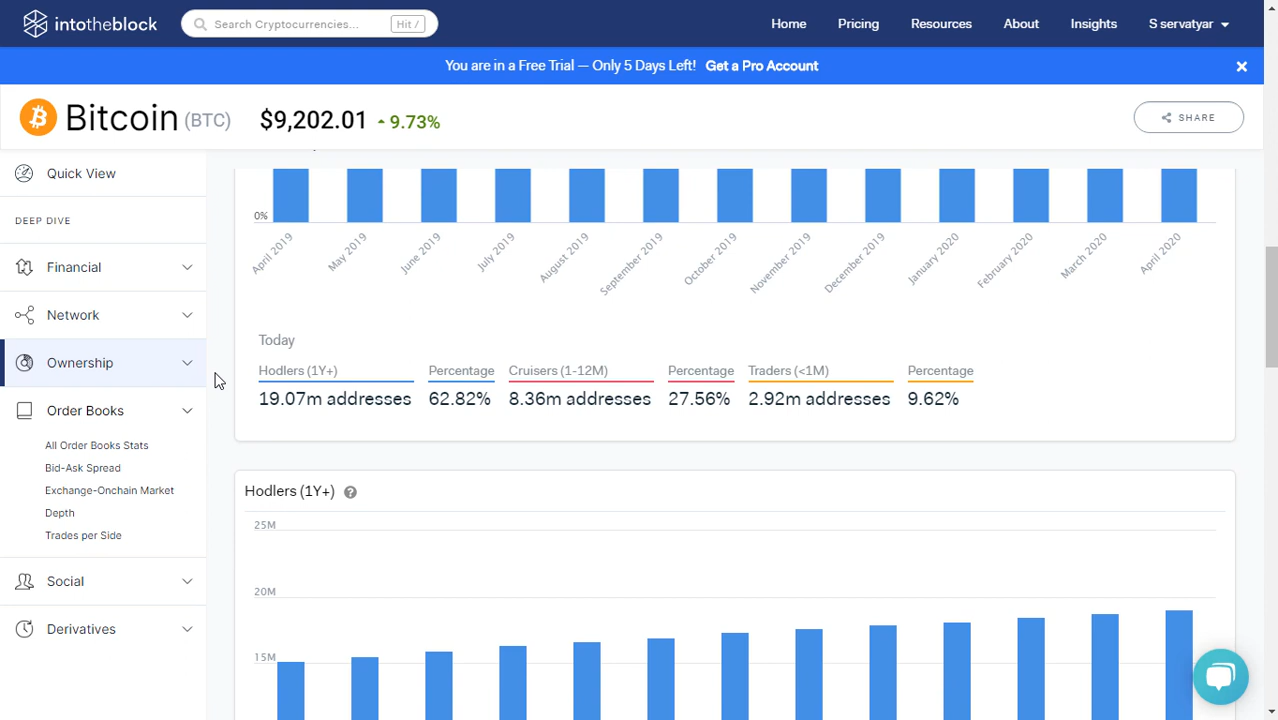 intotheblock
Search Cryptocurrencies...
Hit /
Home
Pricing
Resources
About
Insights
S servatyar
You are in a Free Trial — Only 5 Days Left! Get a Pro Account
Bitcoin (BTC)
$9,202.01
9.73%
SHARE
Quick View
DEEP DIVE
Financial
Network
Ownership
Order Books
All Order Books Stats
Bid-Ask Spread
Exchange-Onchain Market
Depth
Trades per Side
Social
Derivatives
0%
April 2019
May 2019
June 2019
July 2019
August 2019
September 2019
October 2019
November 2019
December 2019
January 2020
February 2020
March 2020
April 2020
Today
Hodlers (1Y+)
Percentage
Cruisers (1-12M)
Percentage
Traders (<1M)
Percentage
19.07m addresses
62.82%
8.36m addresses
27.56%
2.92m addresses
9.62%
Hodlers (1Y+)
25M
20M
15M